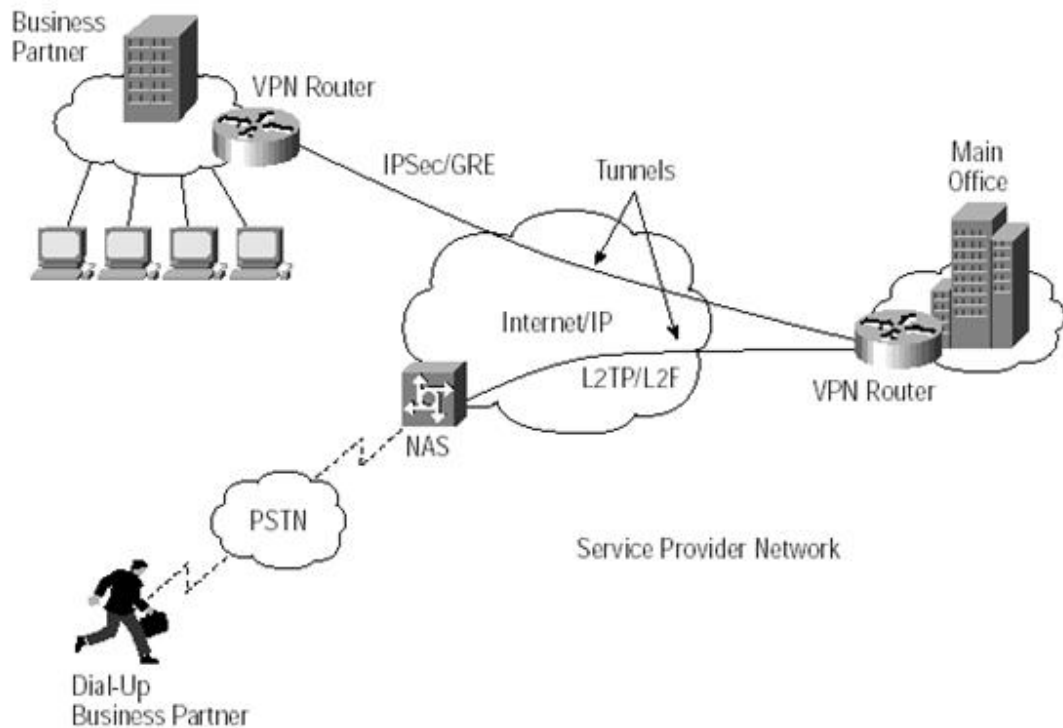 Business
Partner
VPN Router
IPSec/GRE
Tunnels
Main
Office
Internet/IP
L2TP/L2F
VPN Router
NAS
PSTN
Service Provider Network
Dial-Up
Business Partner